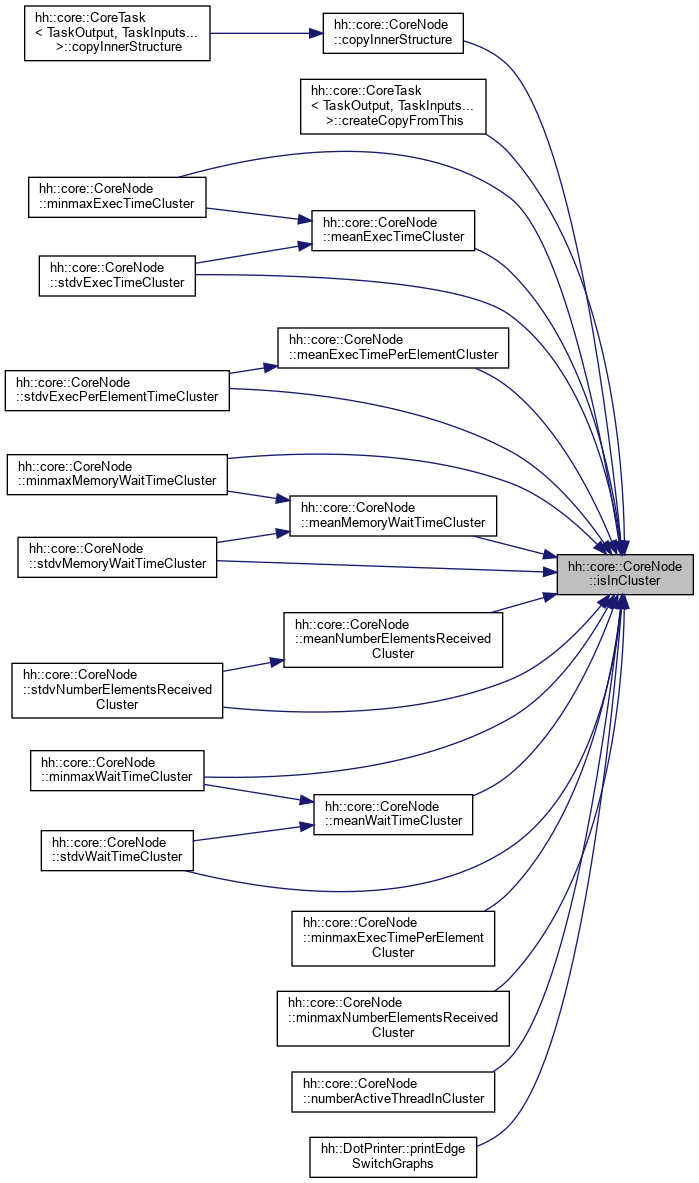 hh::core::CoreTask
< TaskOutput, TaskInputs...
>::copyInnerStructure
hh::core::CoreNode
::copyInnerStructure
hh::core::CoreTask
< TaskOutput, TaskInputs...
>::createCopyFromThis
hh::core::CoreNode
::minmaxExecTimeCluster
hh::core::CoreNode
::meanExecTimeCluster
hh::core::CoreNode
::stdvExecTimeCluster
hh::core::CoreNode
::meanExecTimePerElementCluster
hh::core::CoreNode
::stdvExecPerElementTimeCluster
hh::core::CoreNode
::minmaxMemoryWaitTimeCluster
hh::core::CoreNode
::meanMemoryWaitTimeCluster
hh::core::CoreNode
::stdvMemoryWaitTimeCluster
hh::core::CoreNode
::isInCluster
hh::core::CoreNode
::meanNumberElementsReceived
Cluster
hh::core::CoreNode
::stdvNumberElementsReceived
Cluster
hh::core::CoreNode
::minmaxWaitTimeCluster
hh::core::CoreNode
::meanWaitTimeCluster
hh::core::CoreNode
::stdvWaitTimeCluster
hh::core::CoreNode
::minmaxExecTimePerElement
Cluster
hh::core::CoreNode
::minmaxNumberElementsReceived
Cluster
hh::core::CoreNode
::numberActiveThreadInCluster
hh::DotPrinter::printEdge
SwitchGraphs